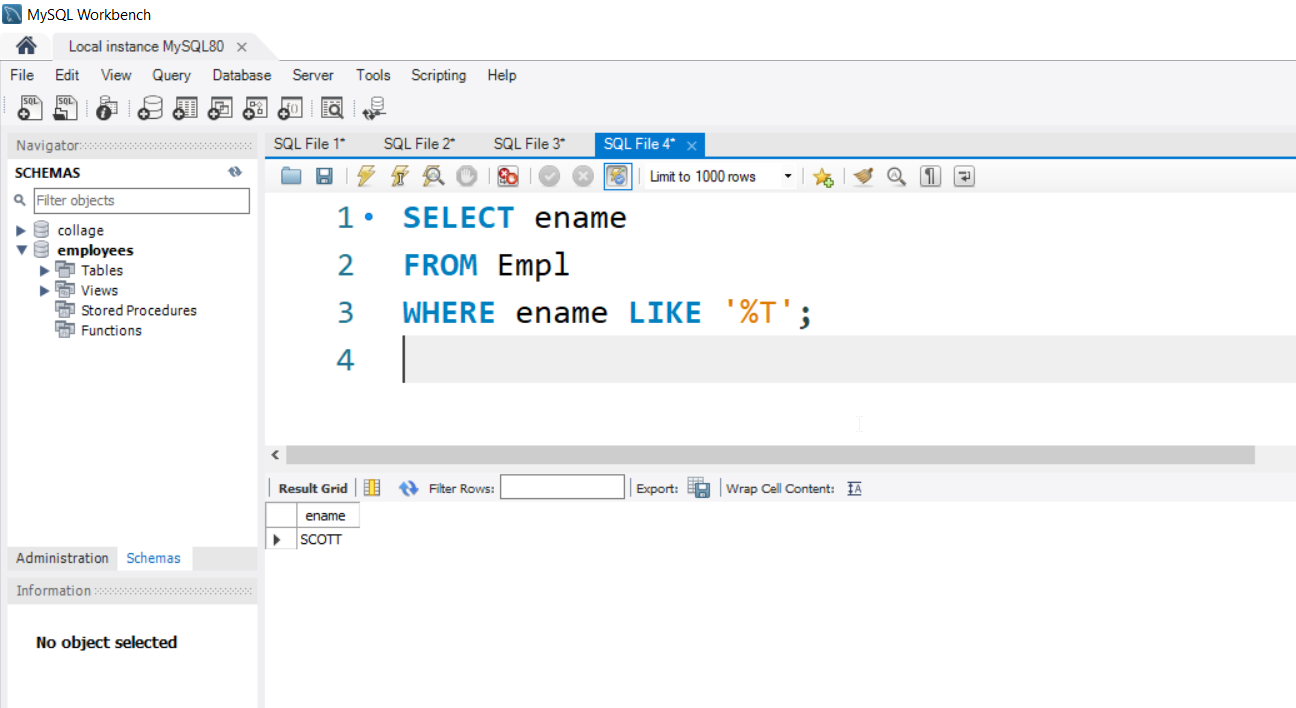 MySQL Workbench
Local instance MySQL80
File Edit View Query Database Server Tools Scripting Help
Navigator
SCHEMAS
Filter objects
collage
employees
Tables
Views
Stored Procedures
Functions
Administration Schemas
Information
No object selected
SQL File 1* SQL File 2* SQL File 3* SQL File 4*
Limit to 1000 rows
1 SELECT ename
2 FROM Empl
3 WHERE ename LIKE '%T';
4
Result Grid Filter Rows: Export: Wrap Cell Content:
ename
SCOTT